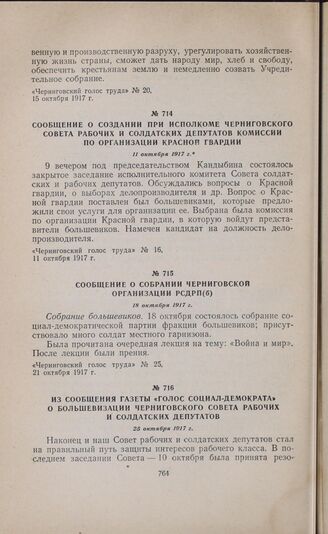 венную и производственную разруху, урегулировать хозяйствен-
ную жизнь страны, сможет дать народу мир, хлеб и свободу,
обеспечить крестьянам землю и немедленно созвать Учреди-
тельное собрание.
«Черниговский голос труда» № 20,
15 октября 1917 г.
№ 714
СООБЩЕНИЕ О СОЗДАНИИ ПРИ ИСПОЛКОМЕ ЧЕРНИГОВСКОГО
СОВЕТА РАБОЧИХ И СОЛДАТСКИХ ДЕПУТАТОВ КОМИССИИ
ПО ОРГАНИЗАЦИИ КРАСНОЙ ГВАРДИИ
11 октября 1917 г.*
9 вечером под председательством Кандыбина состоялось
закрытое заседание исполнительного комитета Совета солдат-
ских и рабочих депутатов. Обсуждались вопросы о Красной
гвардии, о выборах делопроизводителя и др. Вопрос о Крас-
ной гвардии поставлен был большевиками, которые предло-
жили свои услуги для организации ее. Выбрана была комиссия
по организации Красной гвардии, в которую войдут предста-
вители большевиков. Намечен кандидат на должность дело-
производителя.
«Черниговский голос труда» № 16,
11 октября 1917 г.
№ 715
СООБЩЕНИЕ О СОБРАНИИ ЧЕРНИГОВСКОЙ
ОРГАНИЗАЦИИ РСДРП(б)
18 октября 1917 г.
Собрание большевиков. 18 октября состоялось собрание со-
циал-демократической партии фракции большевиков; присут-
ствовало много солдат местного гарнизона.
Была прочитана очередная лекция на тему: «Война и мир».
После лекции были прения.
«Черниговский голос труда» № 25,
21 октября 1917 г.
№ 716
ИЗ СООБЩЕНИЯ ГАЗЕТЫ «ГОЛОС СОЦИАЛ-ДЕМОКРАТА»
О БОЛЬШЕВИЗАЦИИ ЧЕРНИГОВСКОГО СОВЕТА РАБОЧИХ
И СОЛДАТСКИХ ДЕПУТАТОВ
25 октября 1917 г.
Наконец и наш Совет рабочих и солдатских депутатов стал
на правильный путь защиты интересов рабочего класса. В по-
следнем заседании Совета — 10 октября была принята резо-
764